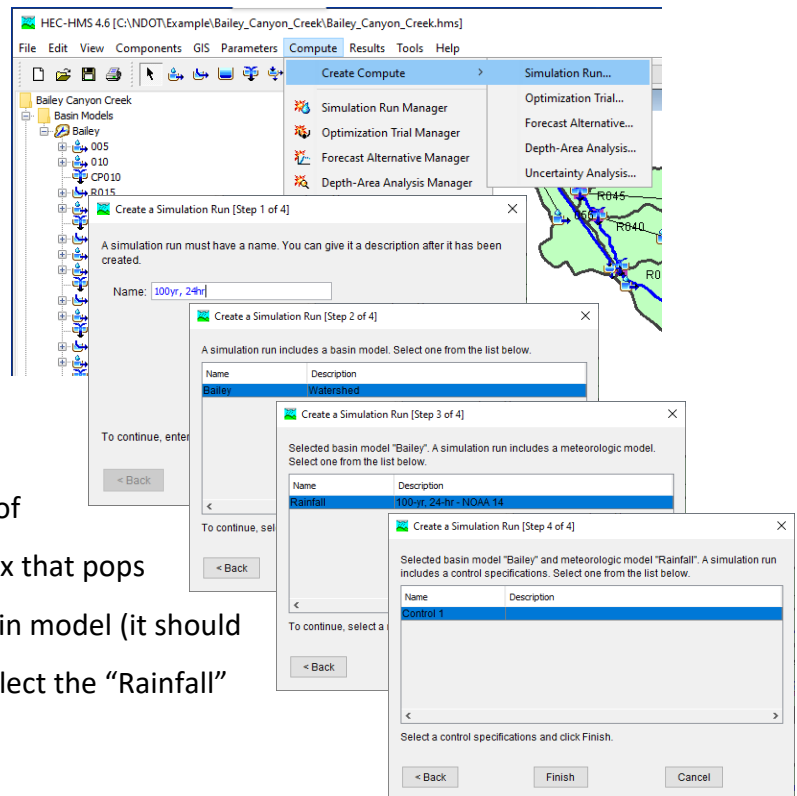 HEC-HMS 4.6 [C:\NDOT\Example\Bailey_Canyon_Creek\Bailey_Canyon_Creek.hms]
File Edit View Components GIS Parameters Compute Results Tools Help
Create Compute >
Simulation Run Manager
Optimization Trial Manager
Forecast Alternative Manager
Depth-Area Analysis Manager
Simulation Run...
Optimization Trial...
Forecast Alternative...
Depth-Area Analysis...
Uncertainty Analysis...
Bailey Canyon Creek
Basin Models
Bailey
005
010
CP010
R015
R045
R040
Create a Simulation Run [Step 1 of 4]
A simulation run must have a name. You can give it a description after it has been
created.
Name: 100yr, 24hr
To continue, enter
< Back
Create a Simulation Run [Step 2 of 4]
A simulation run includes a basin model. Select one from the list below.
Name Description
Bailey Watershed
To continue, sel
< Back
Create a Simulation Run [Step 3 of 4]
Selected basin model "Bailey". A simulation run includes a meteorologic model.
Select one from the list below.
Name Description
Rainfall 100-yr, 24-hr - NOAA 14
To continue, select a
< Back
Create a Simulation Run [Step 4 of 4]
Selected basin model "Bailey" and meteorologic model "Rainfall". A simulation run
includes a control specifications. Select one from the list below.
Name Description
Control 1
Select a control specifications and click Finish.
< Back Finish Cancel
of
x that pops
in model (it should
lect the “Rainfall”